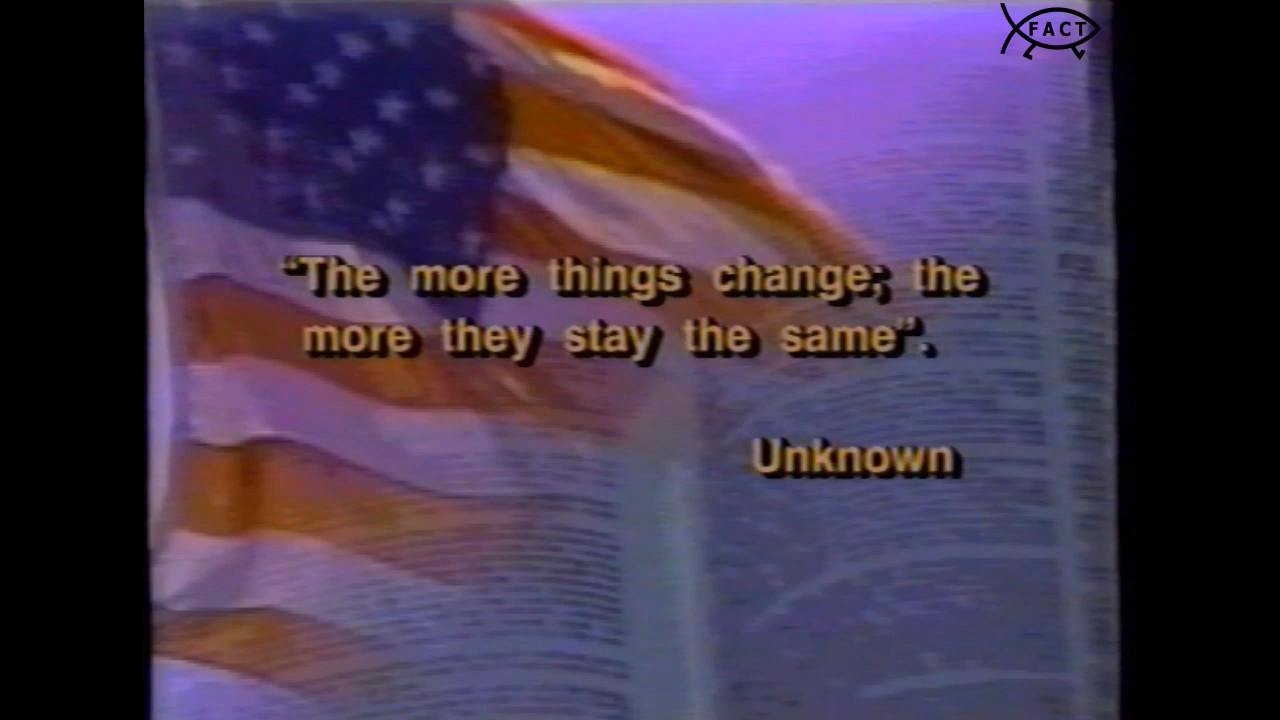 FACT
“The more things change; the
more they stay the same”.
Unknown